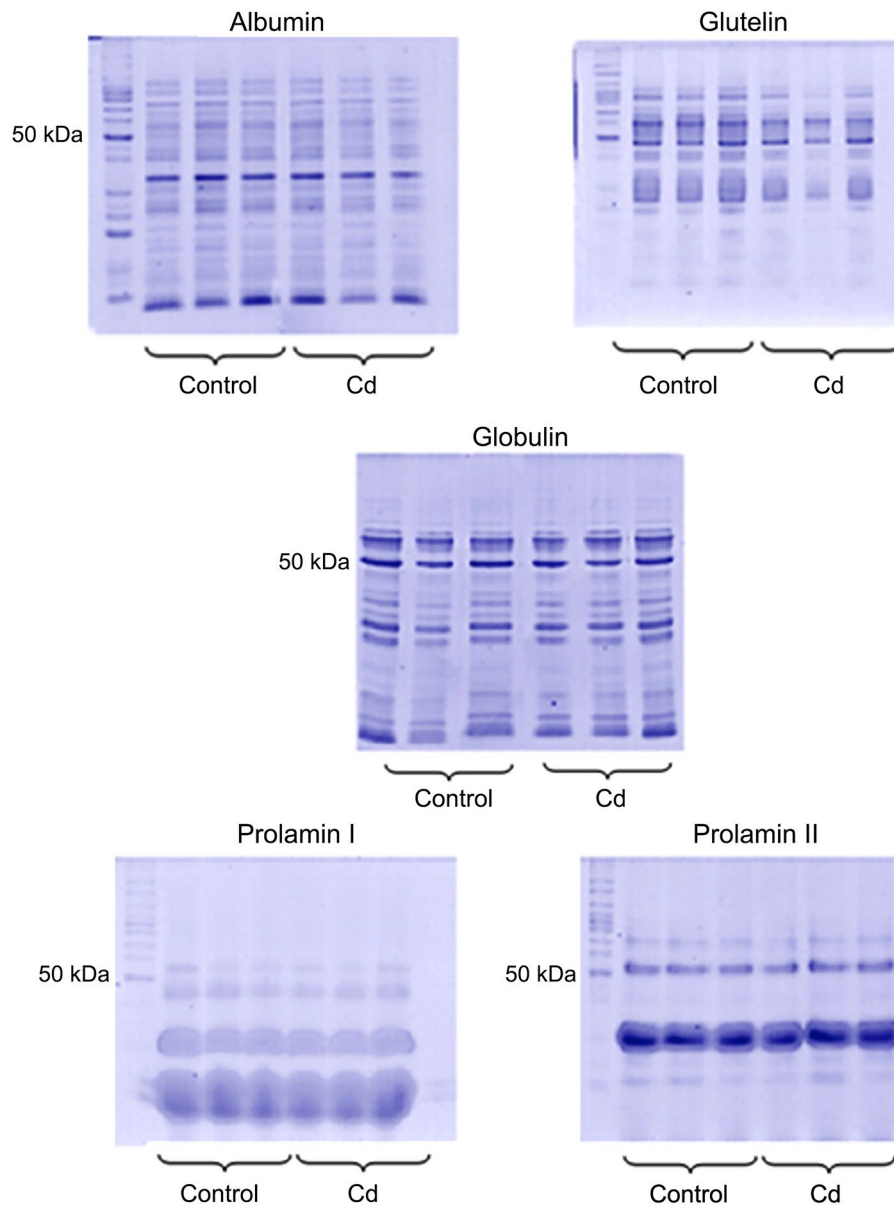 Albumin
50 kDa
Control
Cd
Glutelin
Control
Cd
Globulin
50 kDa
Control
Cd
Prolamin I
50 kDa
Control
Cd
Prolamin II
50 kDa
Control
Cd